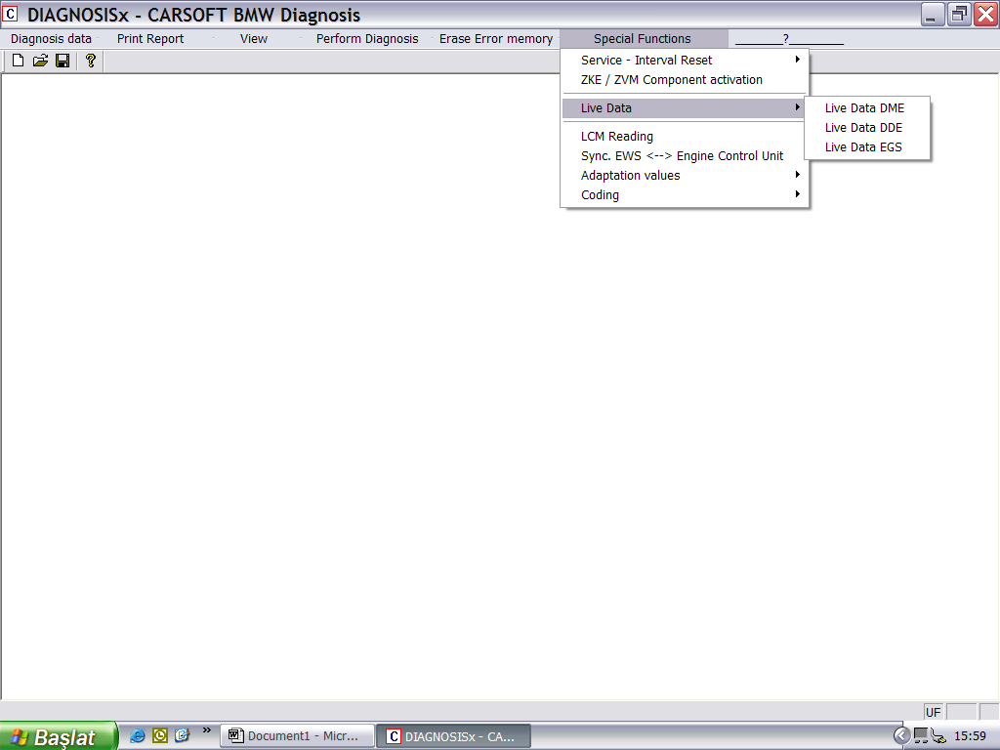 C DIAGNOSISx - CARSOFT BMW Diagnosis
Diagnosis data Print Report View Perform Diagnosis Erase Error memory Special Functions _______?________
Service - Interval Reset
ZKE / ZVM Component activation
Live Data
Live Data DME
Live Data DDE
Live Data EGS
LCM Reading
Sync. EWS <--> Engine Control Unit
Adaptation values
Coding
UF
Başlat » Document1 - Micr... C DIAGNOSISx - CA... 15:59